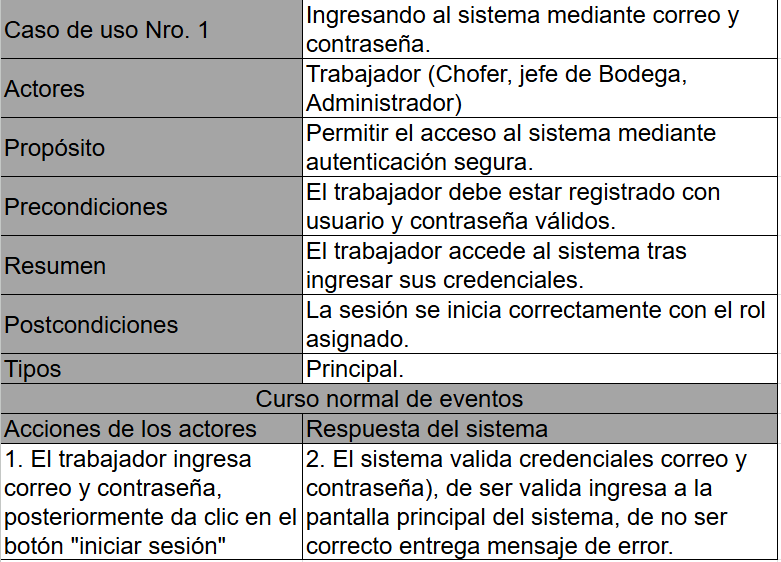 Caso de uso Nro. 1
Ingresando al sistema mediante correo y
contraseña.
Actores
Trabajador (Chofer, jefe de Bodega,
Administrador)
Propósito
Permitir el acceso al sistema mediante
autenticación segura.
Precondiciones
El trabajador debe estar registrado con
usuario y contraseña válidos.
Resumen
El trabajador accede al sistema tras
ingresar sus credenciales.
Postcondiciones
La sesión se inicia correctamente con el rol
asignado.
Tipos
Principal.
Curso normal de eventos
Acciones de los actores
Respuesta del sistema
1. El trabajador ingresa
correo y contraseña,
posteriormente da clic en el
botón "iniciar sesión"
2. El sistema valida credenciales correo y
contraseña), de ser valida ingresa a la
pantalla principal del sistema, de no ser
correcto entrega mensaje de error.